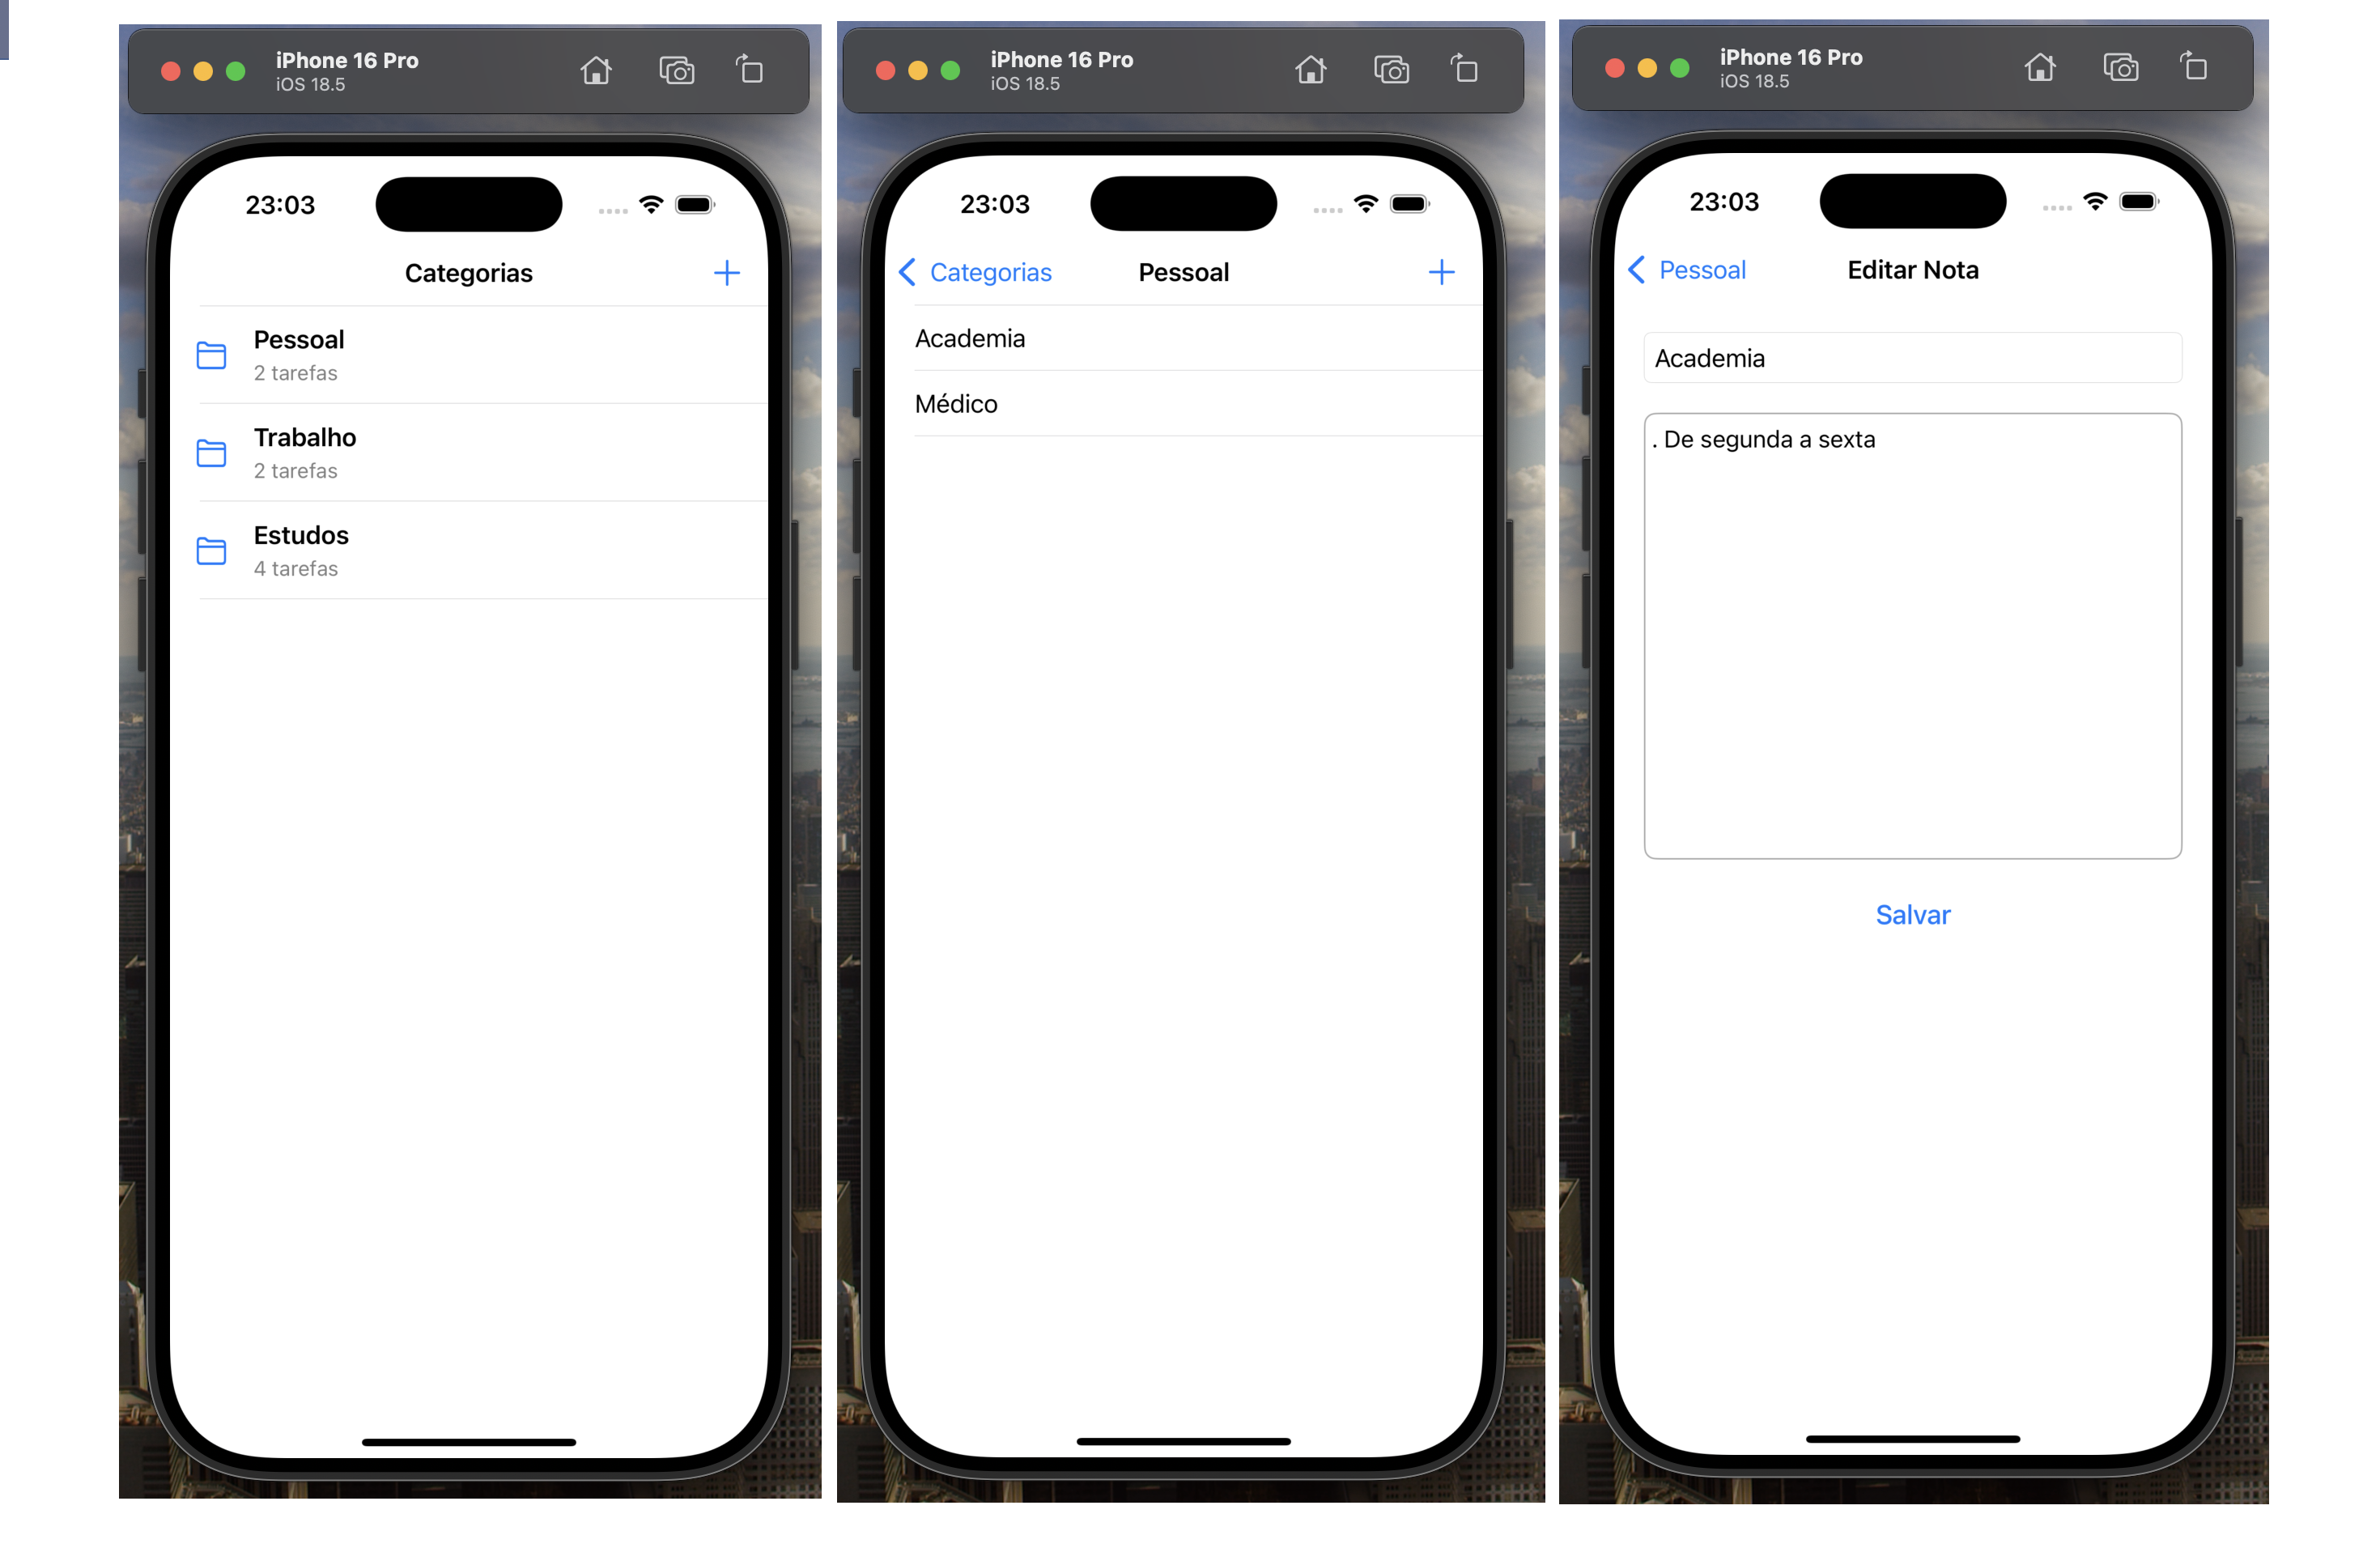 iPhone 16 Pro
iOS 18.5
23:03
Categorias
Pessoal
2 tarefas
Trabalho
2 tarefas
Estudos
4 tarefas
iPhone 16 Pro
iOS 18.5
23:03
Categorias
Pessoal
Academia
Médico
iPhone 16 Pro
iOS 18.5
23:03
Pessoal
Editar Nota
Academia
. De segunda a sexta
Salvar